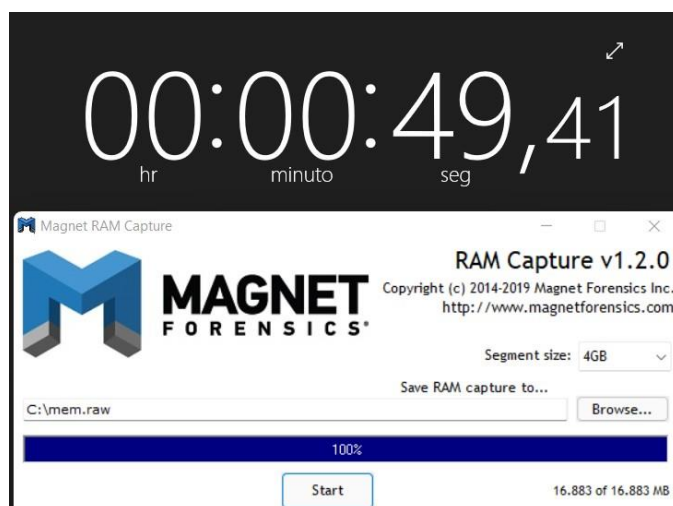 00:00:49,41
hr minuto seg
Magnet RAM Capture
MAGNET
FORENSICS®
RAM Capture v1.2.0
Copyright (c) 2014-2019 Magnet Forensics Inc.
http://www.magnetforensics.com
Segment size: 4GB
Save RAM capture to...
C:\mem.raw Browse...
100%
Start 16.883 of 16.883 MB